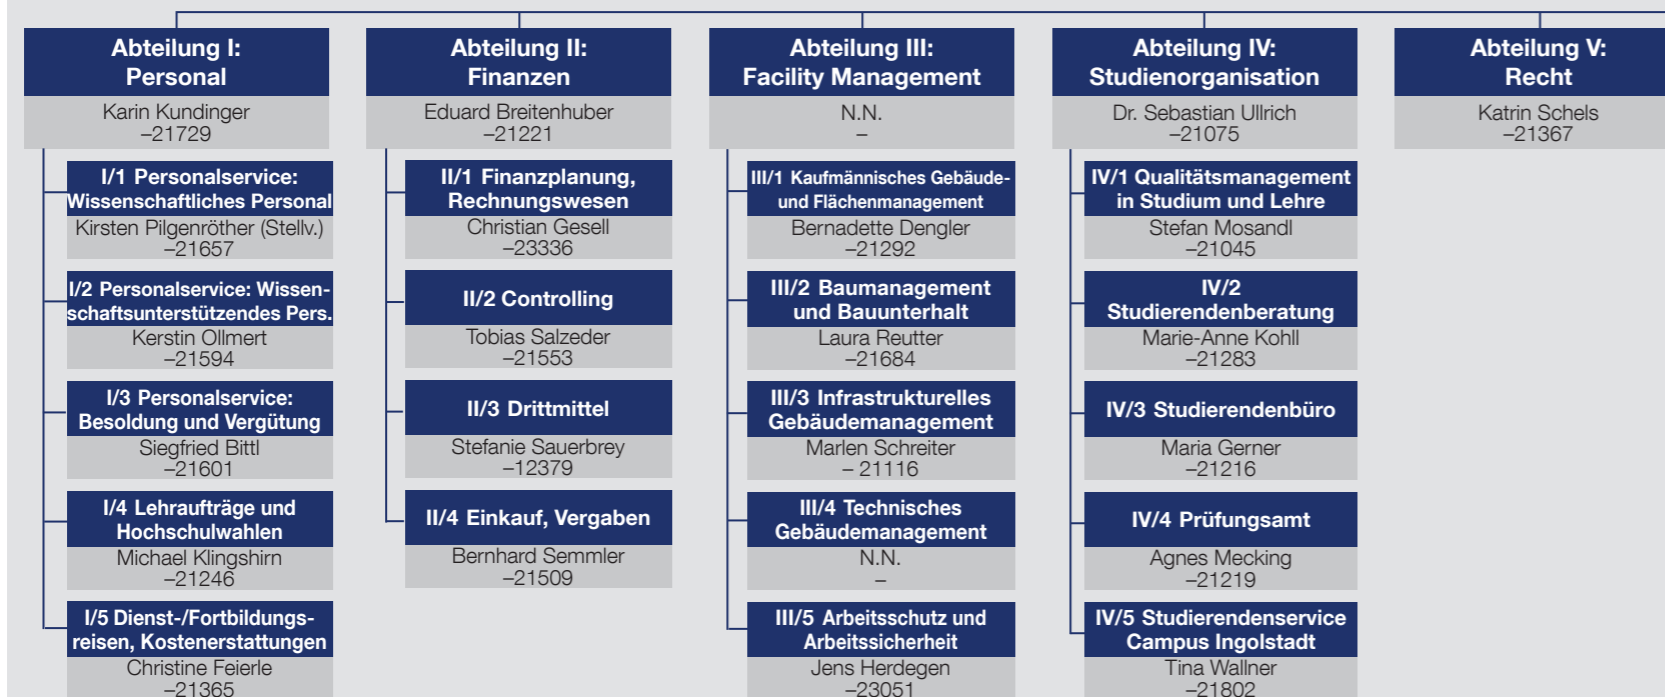 Abteilung I:
Personal
Karin Kundinger
–21729
I/1 Personalservice:
Wissenschaftliches Personal
Kirsten Pilgenröther (Stellv.)
–21657
I/2 Personalservice: Wissen-
schaftsunterstützendes Pers.
Kerstin Ollmert
–21594
I/3 Personalservice:
Besoldung und Vergütung
Siegfried Bittl
–21601
I/4 Lehraufträge und
Hochschulwahlen
Michael Klingshirn
–21246
I/5 Dienst-/Fortbildungs-
reisen, Kostenerstattungen
Christine Feierle
–21365
Abteilung II:
Finanzen
Eduard Breitenhuber
–21221
II/1 Finanzplanung,
Rechnungswesen
Christian Gesell
–23336
II/2 Controlling
Tobias Salzeder
–21553
II/3 Drittmittel
Stefanie Sauerbrey
–12379
II/4 Einkauf, Vergaben
Bernhard Semmler
–21509
Abteilung III:
Facility Management
N.N.
–
III/1 Kaufmännisches Gebäude-
und Flächenmanagement
Bernadette Dengler
–21292
III/2 Baumanagement
und Bauunterhalt
Laura Reutter
–21684
III/3 Infrastrukturelles
Gebäudemanagement
Marlen Schreiter
– 21116
III/4 Technisches
Gebäudemanagement
N.N.
–
III/5 Arbeitsschutz und
Arbeitssicherheit
Jens Herdegen
–23051
Abteilung IV:
Studienorganisation
Dr. Sebastian Ullrich
–21075
IV/1 Qualitätsmanagement
in Studium und Lehre
Stefan Mosandl
–21045
IV/2
Studierendenberatung
Marie-Anne Kohll
–21283
IV/3 Studierendenbüro
Maria Gerner
–21216
IV/4 Prüfungsamt
Agnes Mecking
–21219
IV/5 Studierendenservice
Campus Ingolstadt
Tina Wallner
–21802
Abteilung V:
Recht
Katrin Schels
–21367